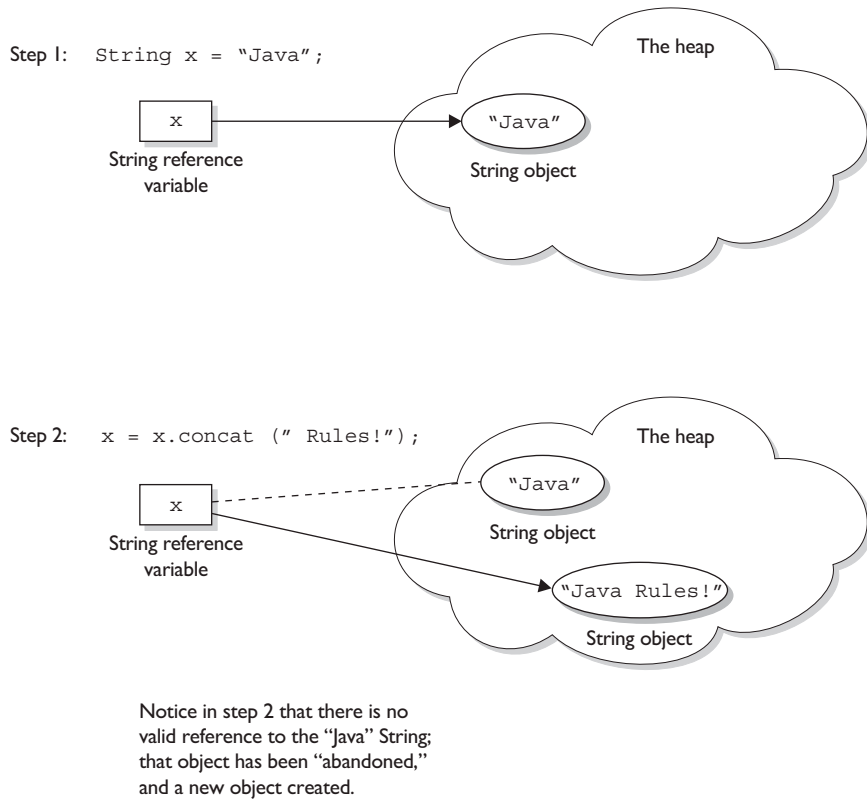 The heap
Step 1: String x = “Java”;
x
“Java”
String reference
variable
String object
Step 2: x = x.concat (” Rules!”);
The heap
x
“Java”
String reference
variable
String object
“Java Rules!”
String object
Notice in step 2 that there is no
valid reference to the “Java” String;
that object has been “abandoned,”
and a new object created.